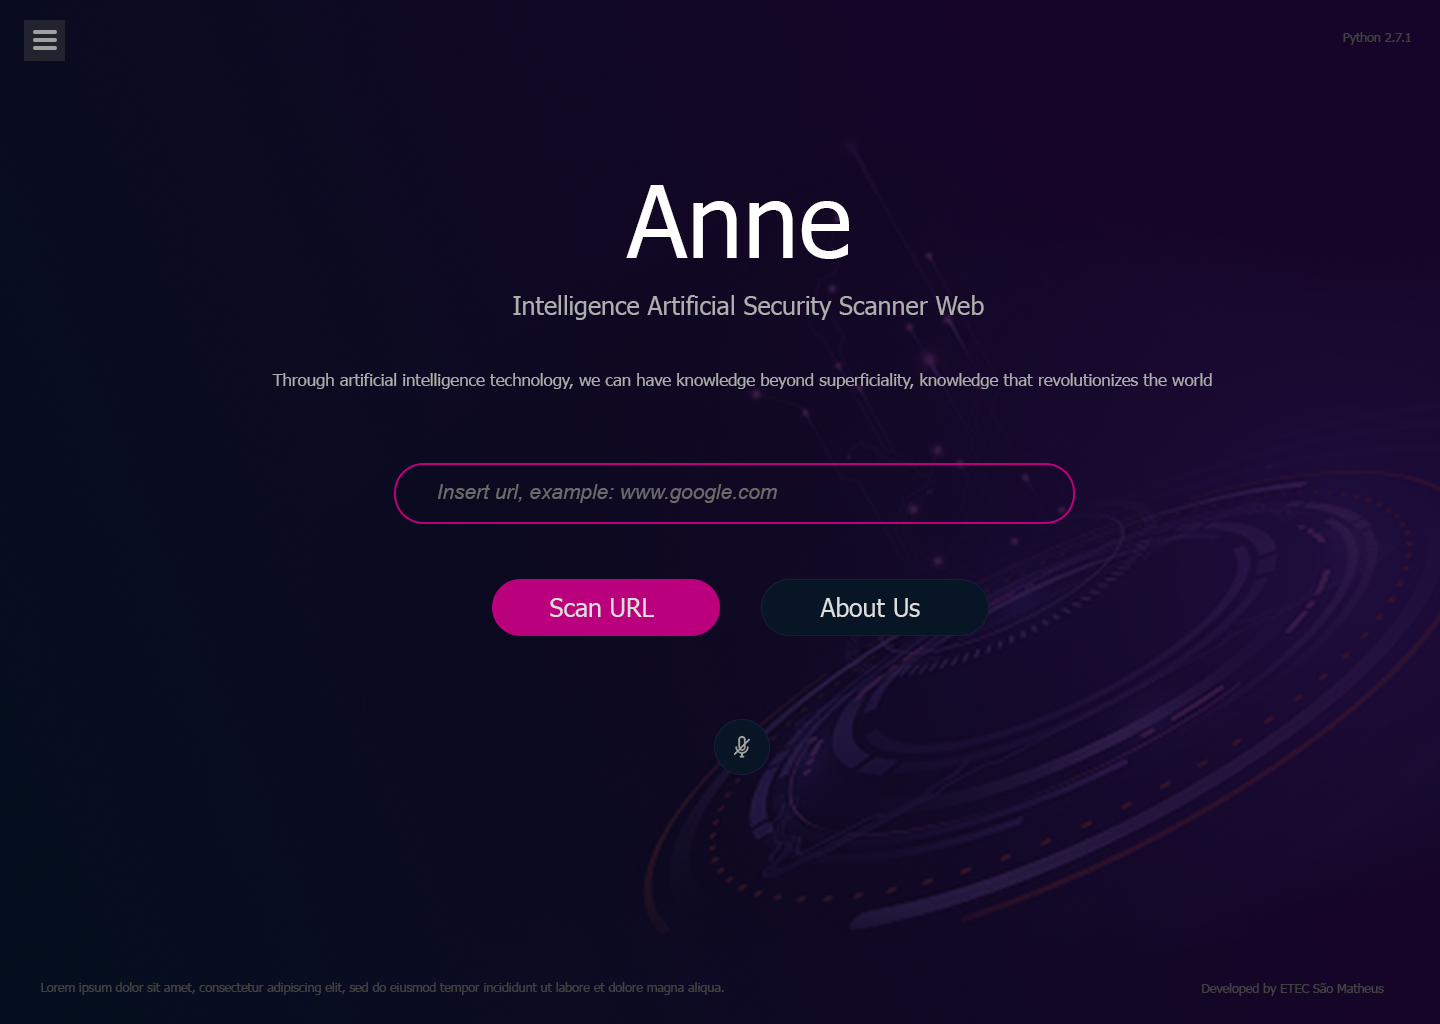 Python 2.7.1
Anne
Intelligence Artificial Security Scanner Web
Through artificial intelligence technology, we can have knowledge beyond superficiality, knowledge that revolutionizes the world
Insert url, example: www.google.com
Scan URL
About Us
Lorem ipsum dolor sit amet, consectetur adipiscing elit, sed do eiusmod tempor incididunt ut labore et dolore magna aliqua.
Developed by ETEC São Matheus